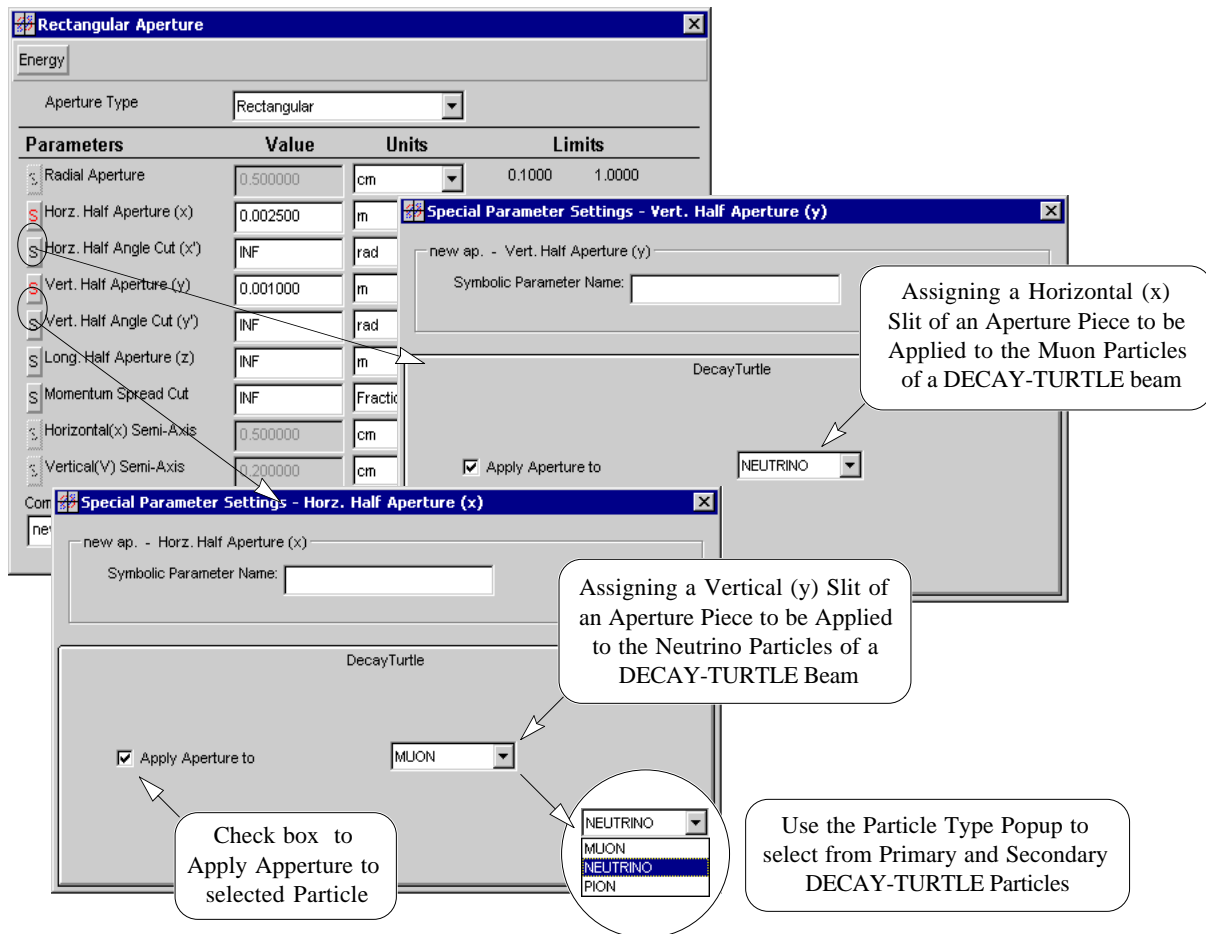 Rectangular Aperture
Energy
Aperture Type Rectangular
Parameters Value Units Limits
S Radial Aperture 0.500000 cm 0.1000 1.0000
S Horz. Half Aperture (x) 0.002500 m
S Horz. Half Angle Cut (x') INF rad
S Vert. Half Aperture (y) 0.001000 m
S Vert. Half Angle Cut (y') INF rad
S Long. Half Aperture (z) INF m
S Momentum Spread Cut INF Fractic
S Horizontal(x) Semi-Axis 0.500000 cm
S Vertical(V) Semi-Axis 0.200000 cm
Com
nev
Special Parameter Settings - Vert. Half Aperture (y)
new ap. - Vert. Half Aperture (y)
Symbolic Parameter Name:
DecayTurtle
Apply Aperture to NEUTRINO
Assigning a Horizontal (x)
Slit of an Aperture Piece to be
Applied to the Muon Particles
of a DECAY-TURTLE beam
Special Parameter Settings - Horz. Half Aperture (x)
new ap. - Horz. Half Aperture (x)
Symbolic Parameter Name:
DecayTurtle
Apply Aperture to MUON
Assigning a Vertical (y) Slit of
an Aperture Piece to be Applied
to the Neutrino Particles of a
DECAY-TURTLE Beam
Check box to
Apply Apperture to
selected Particle
NEUTRINO
MUON
NEUTRINO
PION
Use the Particle Type Popup to
select from Primary and Secondary
DECAY-TURTLE Particles